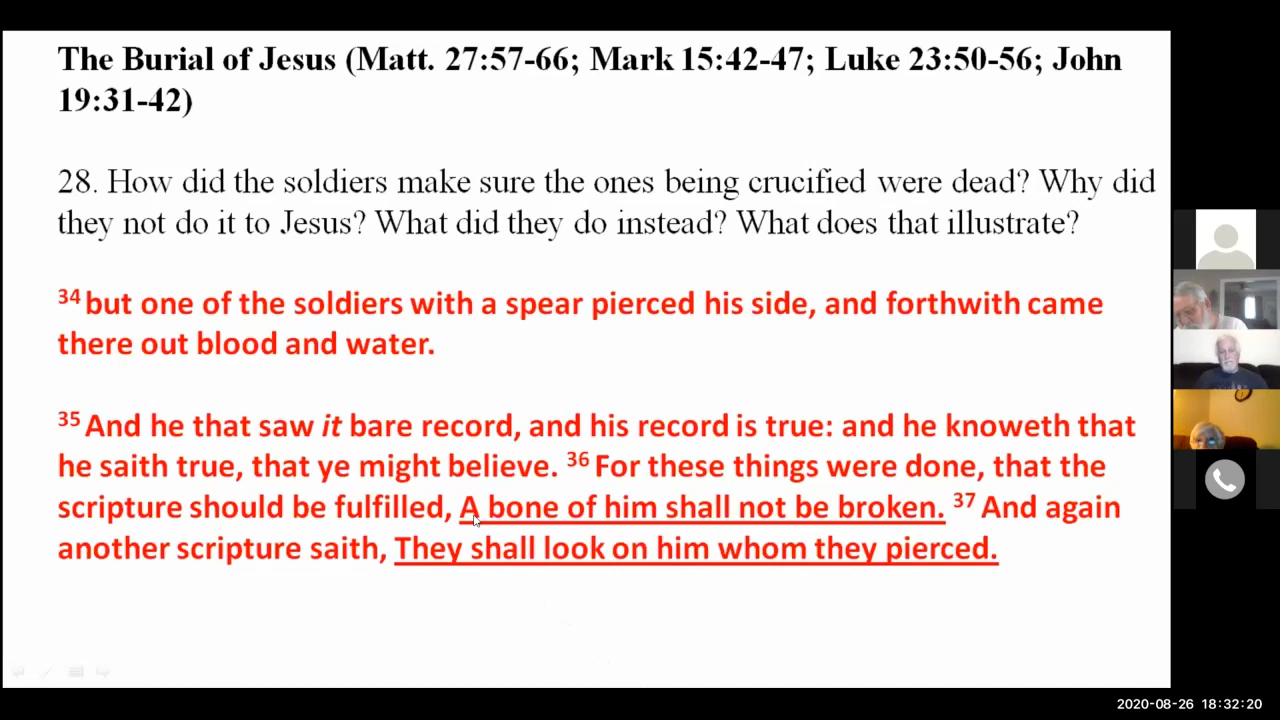 The Burial of Jesus (Matt. 27:57-66; Mark 15:42-47; Luke 23:50-56; John
19:31-42)
28. How did the soldiers make sure the ones being crucified were dead? Why did
they not do it to Jesus? What did they do instead? What does that illustrate?
34 but one of the soldiers with a spear pierced his side, and forthwith came
there out blood and water.
35 And he that saw it bare record, and his record is true: and he knoweth that
he saith true, that ye might believe. 36 For these things were done, that the
scripture should be fulfilled, A bone of him shall not be broken. 37 And again
another scripture saith, They shall look on him whom they pierced.
2020-08-26 18:32:20